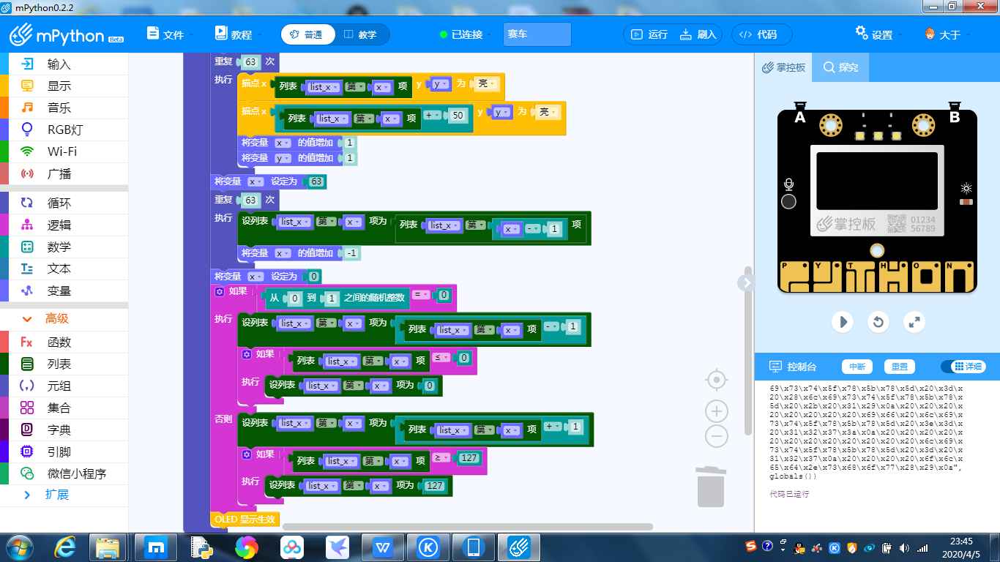 mPython0.2.2
mPython Beta
文件
教程
普通
教学
已连接
赛车
运行
刷入
代码
设置
大于
输入
显示
音乐
RGB灯
Wi-Fi
广播
循环
逻辑
数学
文本
变量
高级
函数
列表
元组
集合
字典
引脚
微信小程序
扩展
重复 63 次
执行 描点 x 列表 list_x 第 x 项 y y 为 亮
描点 x 列表 list_x 第 x 项 + 50 y y 为 亮
将变量 x 的值增加 1
将变量 y 的值增加 1
将变量 x 设定为 63
重复 63 次
执行 设列表 list_x 第 x 项为 列表 list_x 第 x - 1 项
将变量 x 的值增加 -1
将变量 x 设定为 0
如果 从 0 到 1 之间的随机整数 = 0
执行 设列表 list_x 第 x 项为 列表 list_x 第 x 项 - 1
如果 列表 list_x 第 x 项 ≤ 0
执行 设列表 list_x 第 x 项为 0
否则 设列表 list_x 第 x 项为 列表 list_x 第 x 项 + 1
如果 列表 list_x 第 x 项 ≥ 127
执行 设列表 list_x 第 x 项为 127
OLED 显示生效
掌控板
探究
A
B
掌控板
01234
56789
P Y T H O N
控制台
中断
重置
详细
69\x73\x74\x5f\x78\x5b\x78\x5d\x20\x3d\x
20\x28\x6c\x69\x73\x74\x5f\x78\x5b\x78\x
5d\x20\x2b\x20\x31\x29\x0a\x20\x20\x20\x
20\x20\x20\x20\x20\x69\x66\x20\x6c\x69\x
73\x74\x5f\x78\x5b\x78\x5d\x20\x3e\x3d\x
20\x31\x32\x37\x3a\x0a\x20\x20\x20\x20\x
20\x20\x20\x20\x20\x20\x20\x20\x6c\x69\x
73\x74\x5f\x78\x5b\x78\x5d\x20\x3d\x20\x
31\x32\x37\x0a\x20\x20\x20\x20\x6f\x6c\x
65\x64\x2e\x73\x68\x6f\x77\x28\x29\x0a",
globals())
代码已运行
23:45
2020/4/5